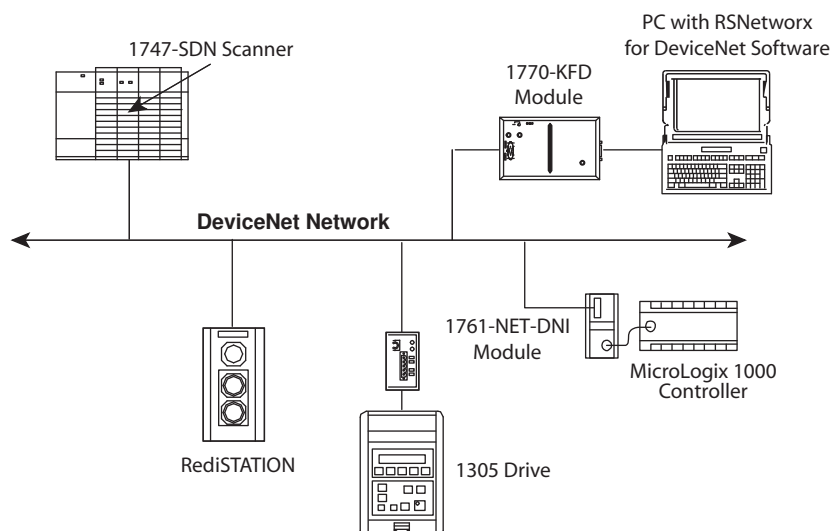 1747-SDN Scanner
1770-KFD
Module
PC with RSNetworx
for DeviceNet Software
DeviceNet Network
1761-NET-DNI
Module
MicroLogix 1000
Controller
RediSTATION
1305 Drive